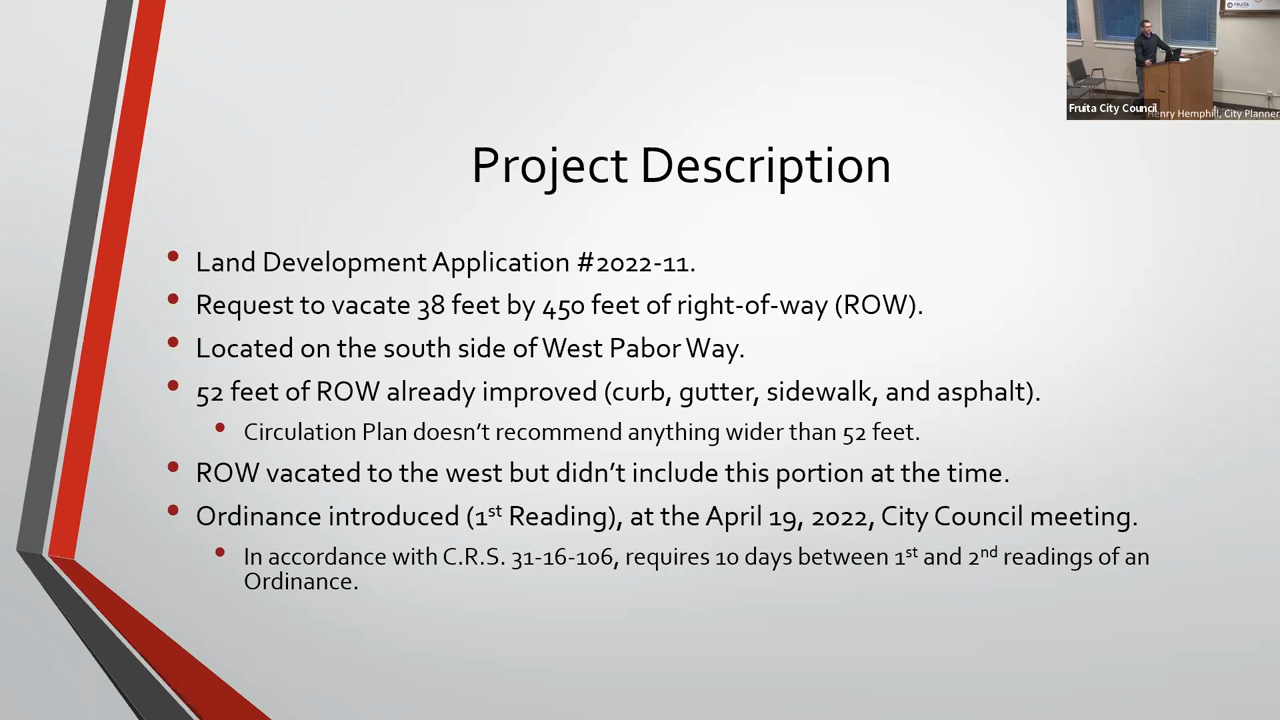 FRUITA
Fruita City Council
Henry Hemphill, City Planner
Project Description
• Land Development Application #2022-11.
• Request to vacate 38 feet by 450 feet of right-of-way (ROW).
• Located on the south side of West Pabor Way.
• 52 feet of ROW already improved (curb, gutter, sidewalk, and asphalt).
• Circulation Plan doesn’t recommend anything wider than 52 feet.
• ROW vacated to the west but didn’t include this portion at the time.
• Ordinance introduced (1st Reading), at the April 19, 2022, City Council meeting.
• In accordance with C.R.S. 31-16-106, requires 10 days between 1st and 2nd readings of an
Ordinance.